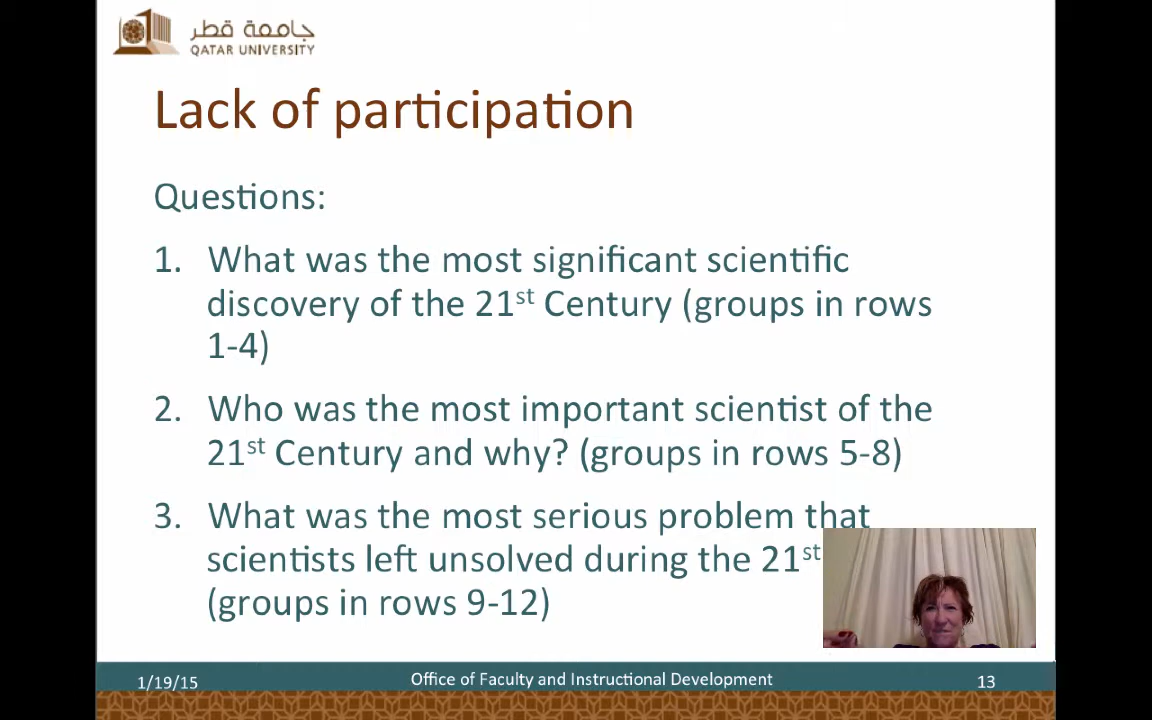 جامعة قطر
QATAR UNIVERSITY
Lack of participation
Questions:
1. What was the most significant scientific
discovery of the 21st Century (groups in rows
1-4)
2. Who was the most important scientist of the
21st Century and why? (groups in rows 5-8)
3. What was the most serious problem that
scientists left unsolved during the 21st
(groups in rows 9-12)
1/19/15
Office of Faculty and Instructional Development
13